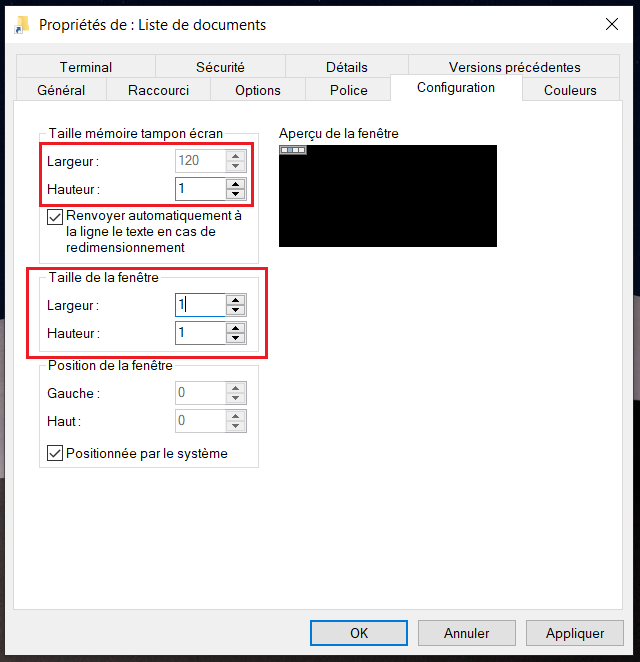 Propriétés de : Liste de documents
Terminal Sécurité Détails Versions précédentes
Général Raccourci Options Police Configuration Couleurs
Taille mémoire tampon écran
Largeur : 120
Hauteur : 1
Renvoyer automatiquement à
la ligne le texte en cas de
redimensionnement
Taille de la fenêtre
Largeur : 1
Hauteur : 1
Position de la fenêtre
Gauche : 0
Haut : 0
Positionnée par le système
Aperçu de la fenêtre
OK Annuler Appliquer